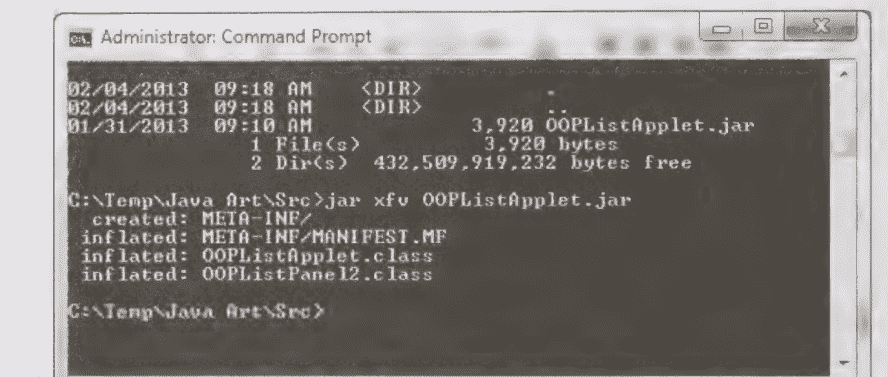 Administrator: Command Prompt
02/04/2013 09:18 AM <DIR> .
02/04/2013 09:18 AM <DIR> ..
01/31/2013 09:10 AM 3,920 OOPListApplet.jar
1 File(s) 3,920 bytes
2 Dir(s) 432,509,919,232 bytes free
C:\Temp\Java Art\Src>jar xfv OOPListApplet.jar
created: META-INF/
inflated: META-INF/MANIFEST.MF
inflated: OOPListApplet.class
inflated: OOPListPanel2.class
C:\Temp\Java Art\Src>